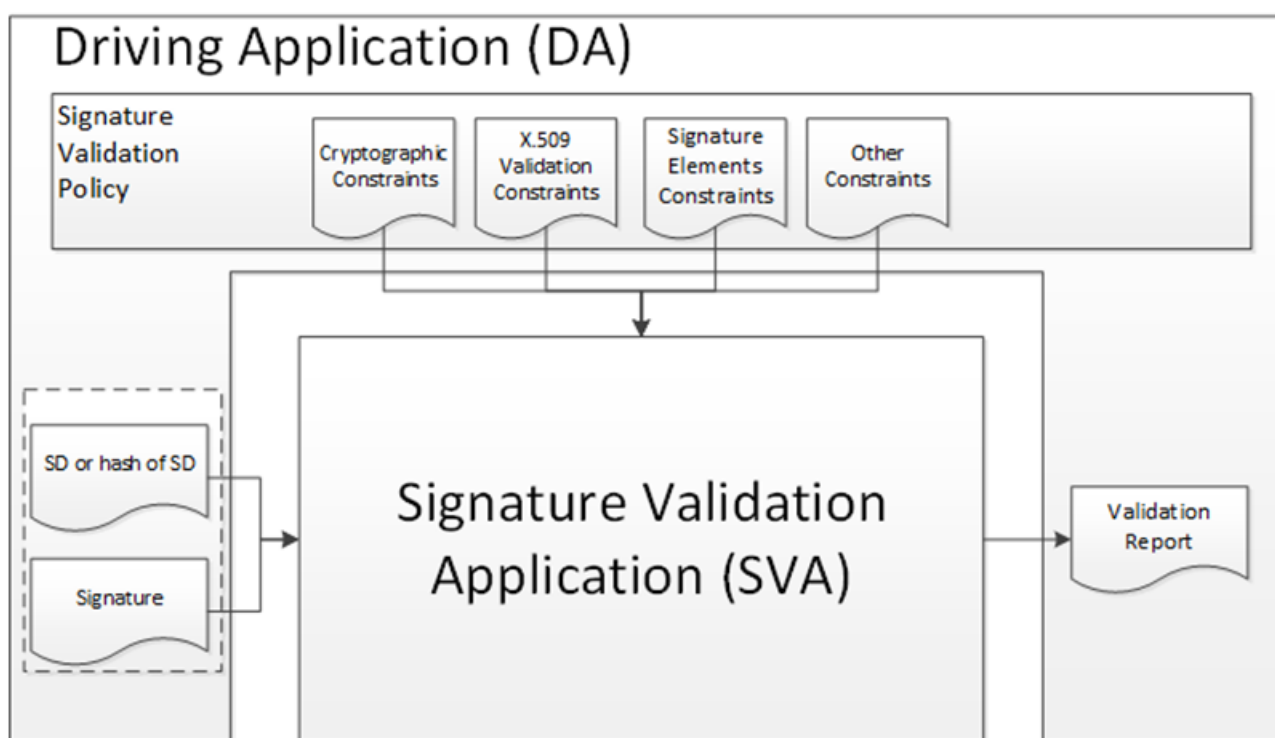 Driving Application (DA)
Signature
Validation
Policy
Cryptographic
Constraints
X.509
Validation
Constraints
Signature
Elements
Constraints
Other
Constraints
SD or hash of SD
Signature
Signature Validation
Application (SVA)
Validation
Report